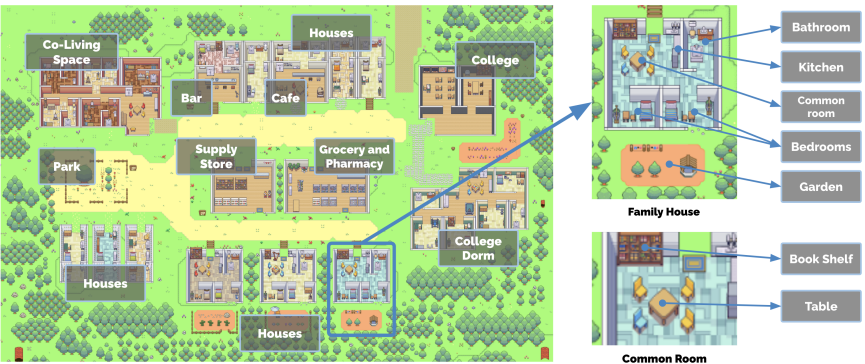 Houses
Co-Living
Space
College
Bar
Cafe
Supply
Store
Grocery and
Pharmacy
Park
College
Dorm
Houses
Houses
Bathroom
Kitchen
Common
room
Bedrooms
Garden
Family House
Book Shelf
Table
Common Room